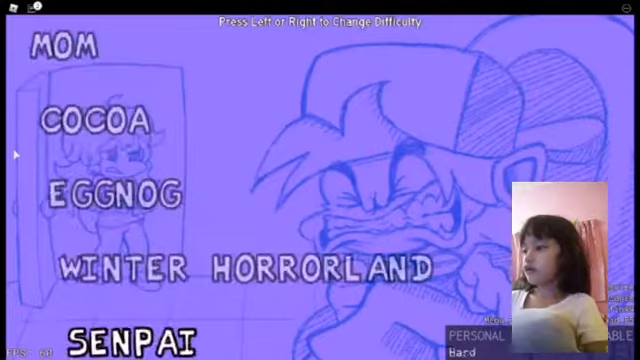 Press Left or Right to Change Difficulty
MOM
COCOA
EGGNOG
WINTER HORRORLAND
SENPAI
PERSONAL
Hard